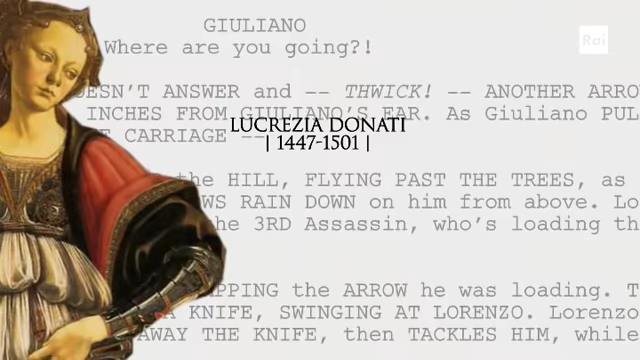 GIULIANO
Where are you going?!
Rai
DOESN'T ANSWER and -- THWICK! -- ANOTHER ARRO
INCHES FROM GIULIANO'S EAR. As Giuliano PUL
CARRIAGE --
LUCREZIA DONATI
| 1447-1501 |
the HILL, FLYING PAST THE TREES, as
WS RAIN DOWN on him from above. Lo
he 3RD Assassin, who's loading th
APPING the ARROW he was loading. T
A KNIFE, SWINGING AT LORENZO. Lorenzo
AWAY THE KNIFE, then TACKLES HIM, while